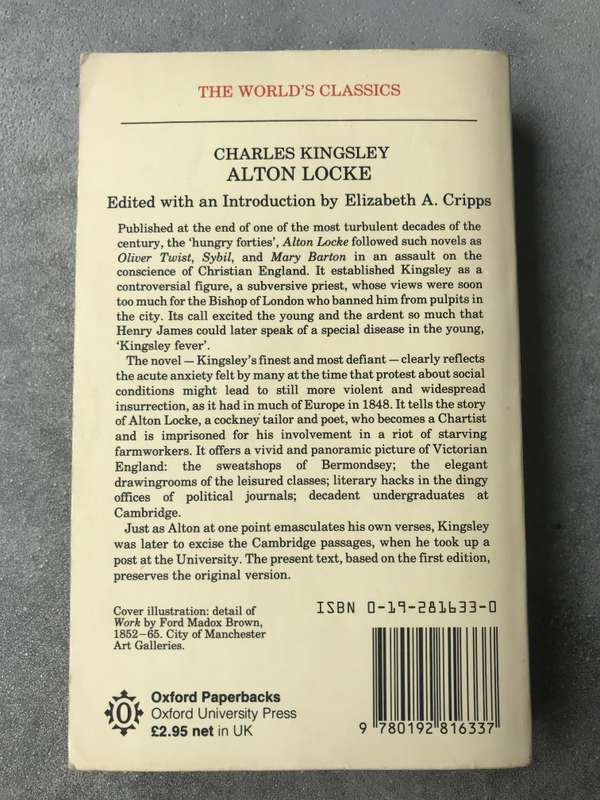 THE WORLD'S CLASSICS
CHARLES KINGSLEY
ALTON LOCKE
Edited with an Introduction by Elizabeth A. Cripps
Published at the end of one of the most turbulent decades of the
century, the 'hungry forties', Alton Locke followed such novels as
Oliver Twist, Sybil, and Mary Barton in an assault on the
conscience of Christian England. It established Kingsley as a
controversial figure, a subversive priest, whose views were soon
too much for the Bishop of London who banned him from pulpits in
the city. Its call excited the young and the ardent so much that
Henry James could later speak of a special disease in the young,
'Kingsley fever'.
The novel – Kingsley's finest and most defiant – clearly reflects
the acute anxiety felt by many at the time that protest about social
conditions might lead to still more violent and widespread
insurrection, as it had in much of Europe in 1848. It tells the story
of Alton Locke, a cockney tailor and poet, who becomes a Chartist
and is imprisoned for his involvement in a riot of starving
farmworkers. It offers a vivid and panoramic picture of Victorian
England: the sweatshops of Bermondsey; the elegant
drawingrooms of the leisured classes; literary hacks in the dingy
offices of political journals; decadent undergraduates at
Cambridge.
Just as Alton at one point emasculates his own verses, Kingsley
was later to excise the Cambridge passages, when he took up a
post at the University. The present text, based on the first edition,
preserves the original version.
Cover illustration: detail of
Work by Ford Madox Brown,
1852–65. City of Manchester
Art Galleries.
ISBN 0-19-281633-0
Oxford Paperbacks
Oxford University Press
£2.95 net in UK
9 780192 816337